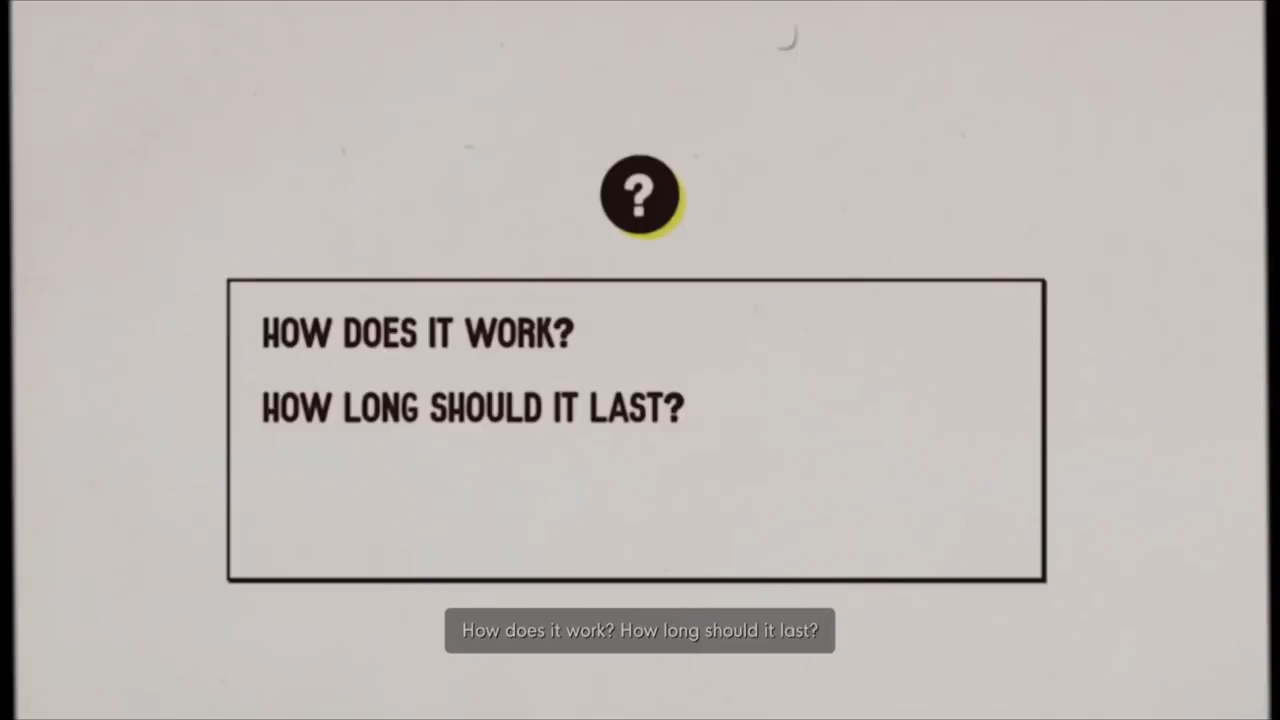 ?
HOW DOES IT WORK?
HOW LONG SHOULD IT LAST?
How does it work? How long should it last?